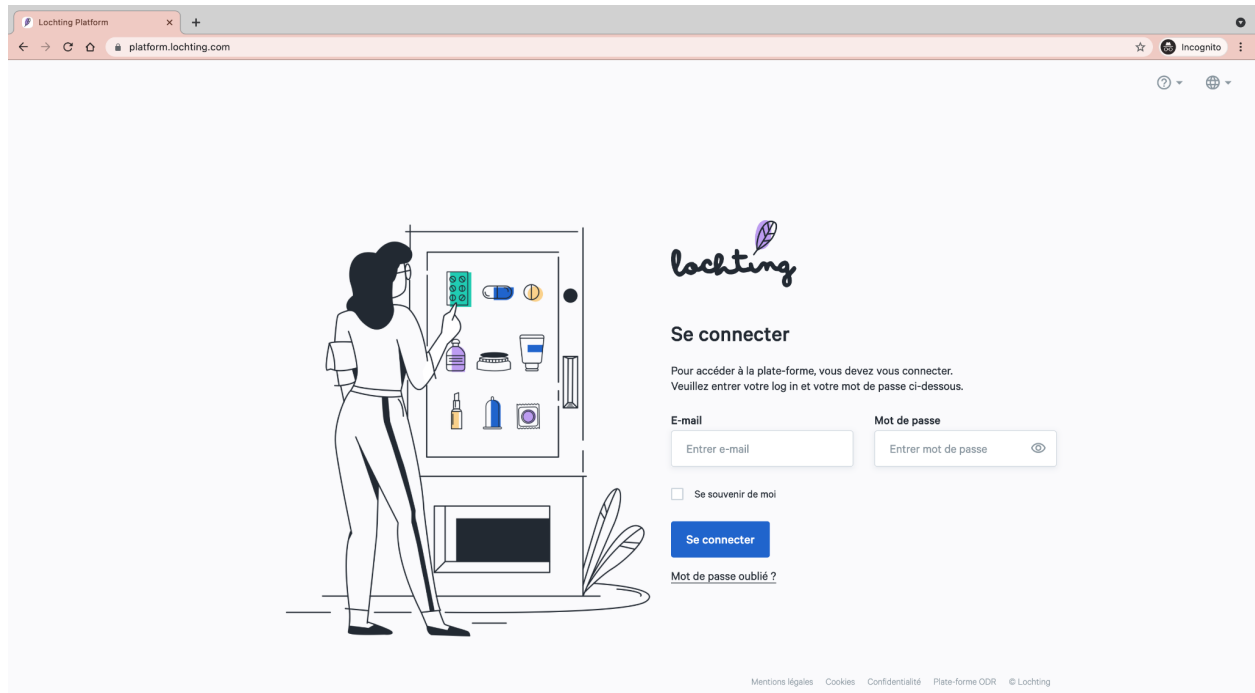 Lochting Platform
platform.lochting.com
Incognito
lochting
Se connecter
Pour accéder à la plate-forme, vous devez vous connecter.
Veuillez entrer votre log in et votre mot de passe ci-dessous.
E-mail
Mot de passe
Entrer e-mail
Entrer mot de passe
Se souvenir de moi
Se connecter
Mot de passe oublié ?
Mentions légales Cookies Confidentialité Plate-forme ODR © Lochting